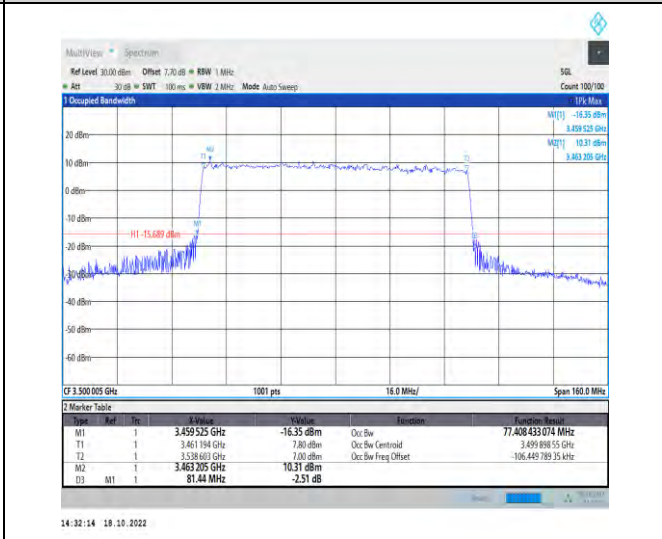 MultiView Spectrum
Ref Level 30.00 dBm Offset 7.70 dB RBW 1 MHz SGL
Att 30 dB SWT 100 ms VBW 2 MHz Mode Auto Sweep Count 100/100
1 Occupied Bandwidth 1Pk Max
M1[1] -16.35 dBm
3.459 525 GHz
M2[1] 10.31 dBm
3.463 205 GHz
20 dBm
M2
T1
T2
10 dBm
0 dBm
-10 dBm
M1
H1 -15.689 dBm
-20 dBm
-30 dBm
-40 dBm
-50 dBm
-60 dBm
CF 3.500 005 GHz 1001 pts 16.0 MHz/ Span 160.0 MHz
2 Marker Table
Type Ref Trc X-Value Y-Value Function Function Result
M1 1 3.459 525 GHz -16.35 dBm Occ Bw 77.408 433 074 MHz
T1 1 3.461 194 GHz 7.80 dBm Occ Bw Centroid 3.499 898 55 GHz
T2 1 3.538 603 GHz 7.00 dBm Occ Bw Freq Offset -106.449 789 35 kHz
M2 1 3.463 205 GHz 10.31 dBm
D3 M1 1 81.44 MHz -2.51 dB
14:32:14 18.10.2022